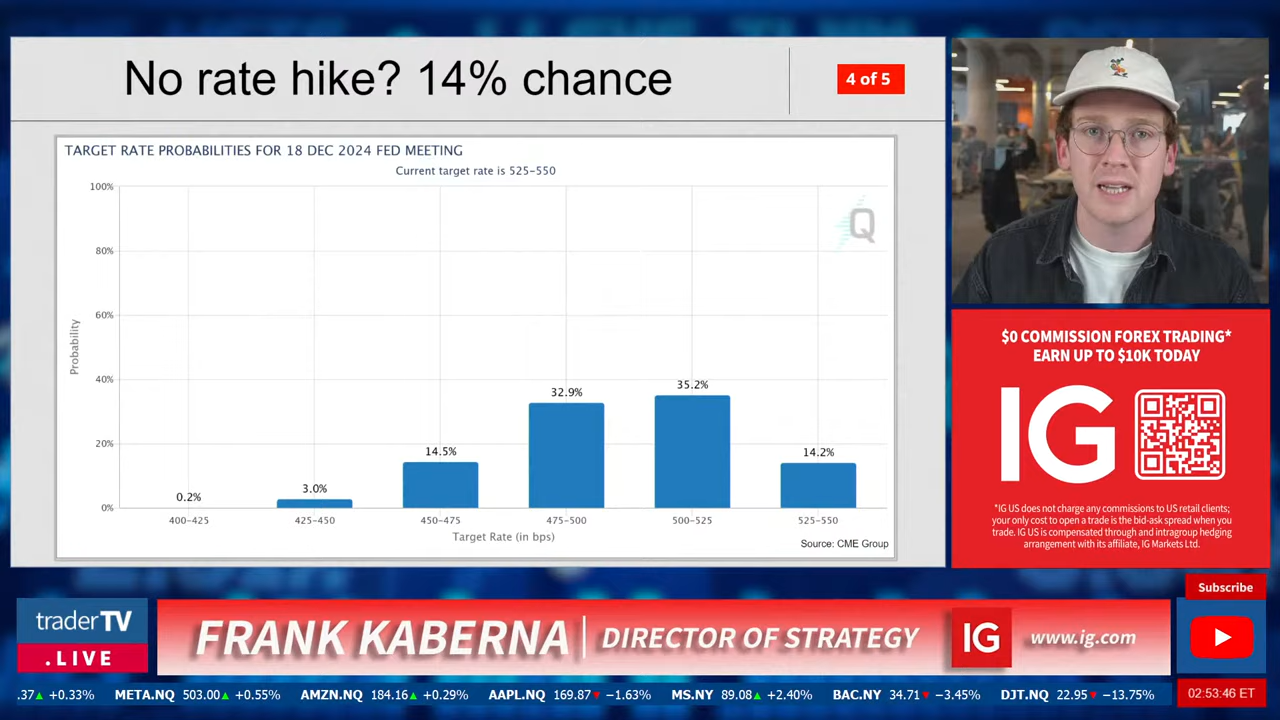 No rate hike? 14% chance
4 of 5
TARGET RATE PROBABILITIES FOR 18 DEC 2024 FED MEETING
Current target rate is 525-550
100%
80%
60%
40%
20%
0%
Probability
Q
0.2%
3.0%
14.5%
32.9%
35.2%
14.2%
400-425
425-450
450-475
475-500
500-525
525-550
Target Rate (in bps)
Source: CME Group
$0 COMMISSION FOREX TRADING*
EARN UP TO $10K TODAY
IG
*IG US does not charge any commissions to US retail clients;
your only cost to open a trade is the bid-ask spread when you
trade. IG US is compensated through and intragroup hedging
arrangement with its affiliate, IG Markets Ltd.
Subscribe
traderTV
.LIVE
FRANK KABERNA
DIRECTOR OF STRATEGY
IG
www.ig.com
.37▲ +0.33% META.NQ 503.00▲ +0.55% AMZN.NQ 184.16▲ +0.29% AAPL.NQ 169.87▼ −1.63% MS.NY 89.08▲ +2.40% BAC.NY 34.71▼ −3.45% DJT.NQ 22.95▼ −13.75%
02:53:46 ET